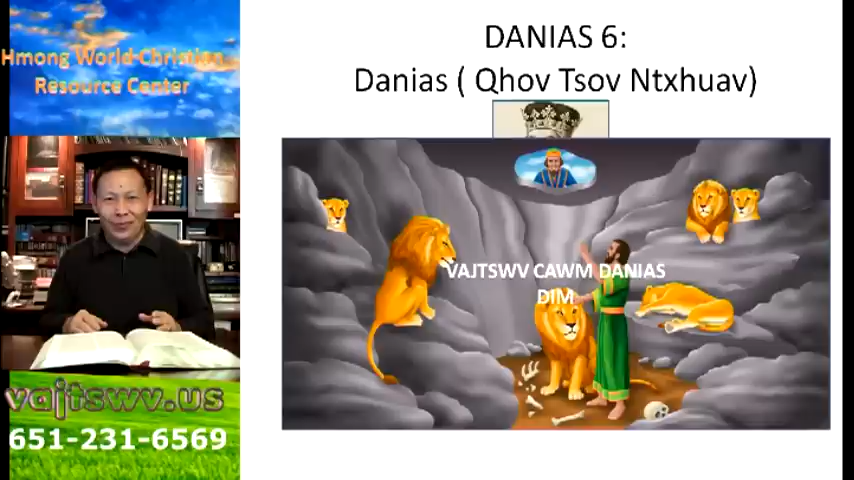 Hmong World Christian
Resource Center
vajtswv.us
651-231-6569
DANIAS 6:
Danias ( Qhov Tsov Ntxhuav)
VAJTSWV CAWM DANIAS
DIM